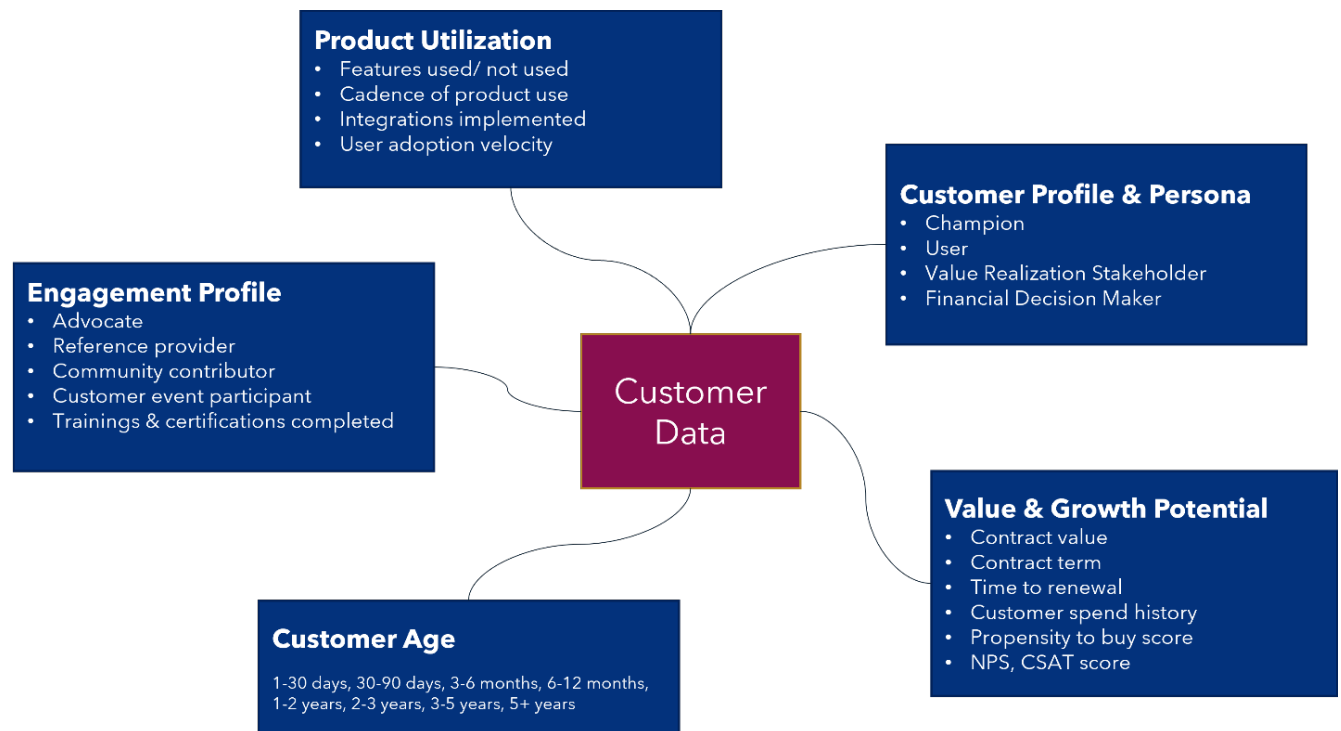 Product Utilization
• Features used/ not used
• Cadence of product use
• Integrations implemented
• User adoption velocity
Customer Profile & Persona
• Champion
• User
• Value Realization Stakeholder
• Financial Decision Maker
Engagement Profile
• Advocate
• Reference provider
• Community contributor
• Customer event participant
• Trainings & certifications completed
Customer
Data
Value & Growth Potential
• Contract value
• Contract term
• Time to renewal
• Customer spend history
• Propensity to buy score
• NPS, CSAT score
Customer Age
1-30 days, 30-90 days, 3-6 months, 6-12 months,
1-2 years, 2-3 years, 3-5 years, 5+ years